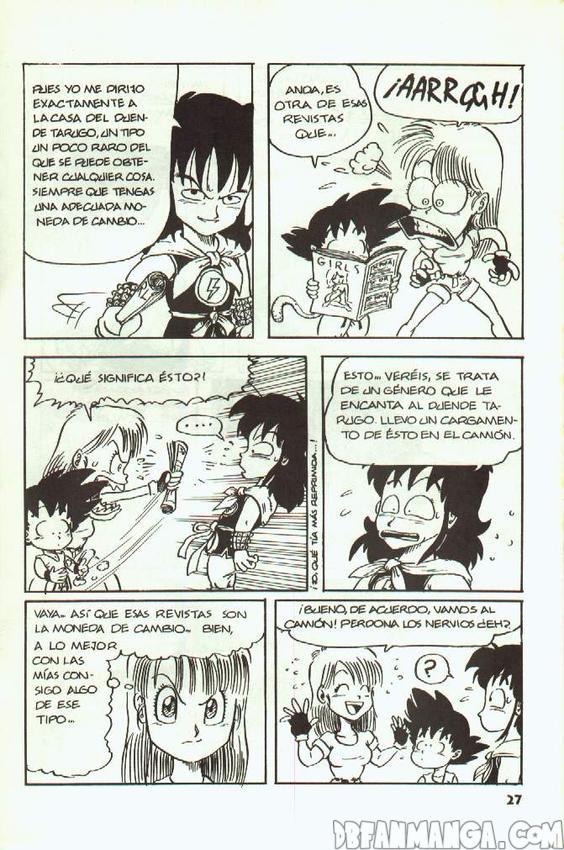 PUES YO ME DIRIJO
EXACTAMENTE A
LA CASA DEL DUEN-
DE TARUGO, UN TIPO
UN POCO RARO DEL
QUE SE PUEDE OBTE-
NER CUALQUIER COSA.
SIEMPRE QUE TENGAS
UNA ADECUADA MO-
NEDA DE CAMBIO...
ANDA, ES
OTRA DE ESAS
REVISTAS
QUE...
¡AARRGGH!
GIRLS
¡¿QUÉ SIGNIFICA ÉSTO?!
....
¡JO, QUÉ TÍA MÁS REPRIMIDA...!
ESTO... VERÉIS, SE TRATA
DE UN GÉNERO QUE LE
ENCANTA AL DUENDE TA-
RUGO. LLEVO UN CARGAMEN-
TO DE ÉSTO EN EL CAMIÓN.
VAYA... ASÍ QUE ESAS REVISTAS SON
LA MONEDA DE CAMBIO... BIEN,
A LO MEJOR
CON LAS
MÍAS CON-
SIGO ALGO
DE ESE
TIPO...
¡BUENO, DE ACUERDO, VAMOS AL
CAMIÓN! PERDONA LOS NERVIOS ¿EH?
?
27
DBFANMANGA.COM